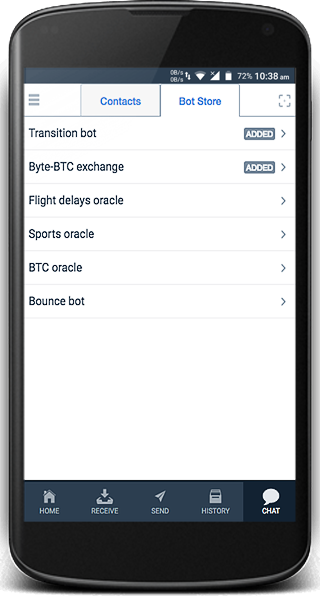 0B/s
0B/s 72% 10:38 am
Contacts Bot Store
Transition bot ADDED
Byte-BTC exchange ADDED
Flight delays oracle
Sports oracle
BTC oracle
Bounce bot
HOME RECEIVE SEND HISTORY CHAT